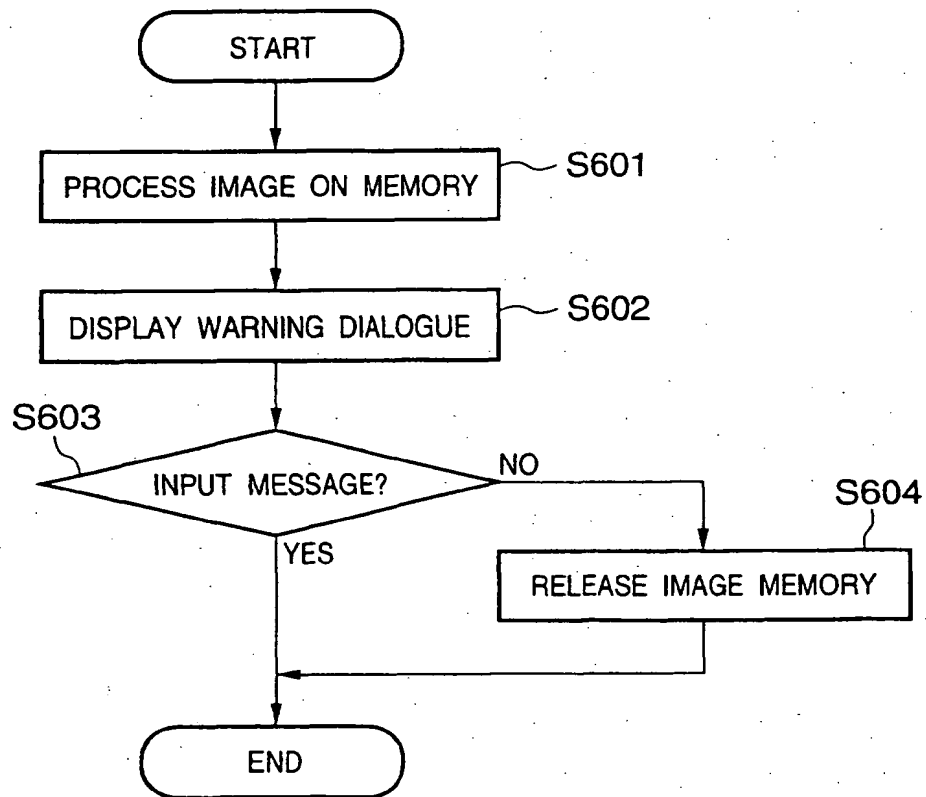 START
PROCESS IMAGE ON MEMORY
S601
DISPLAY WARNING DIALOGUE
S602
S603
INPUT MESSAGE?
NO
YES
S604
RELEASE IMAGE MEMORY
END